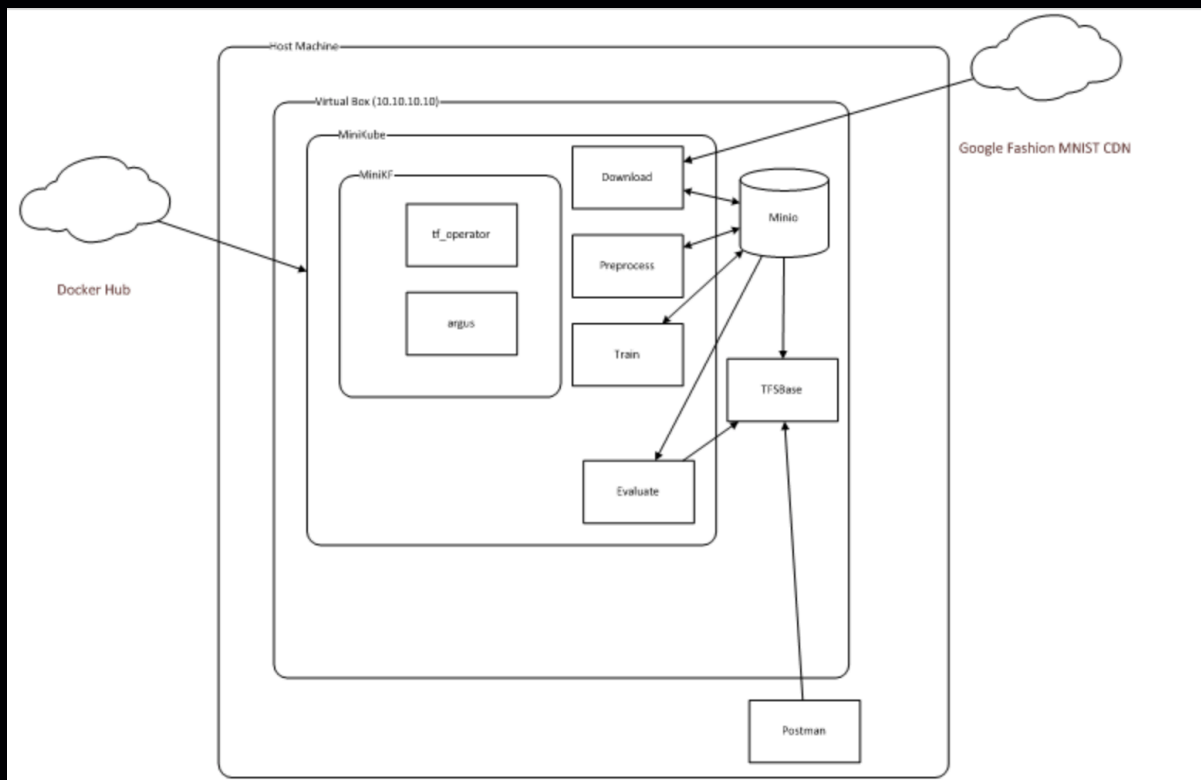 Host Machine
Virtual Box (10.10.10.10)
MiniKube
Google Fashion MNIST CDN
MiniKF
Download
Minio
tf_operator
Preprocess
Docker Hub
argus
Train
TFSBase
Evaluate
Postman